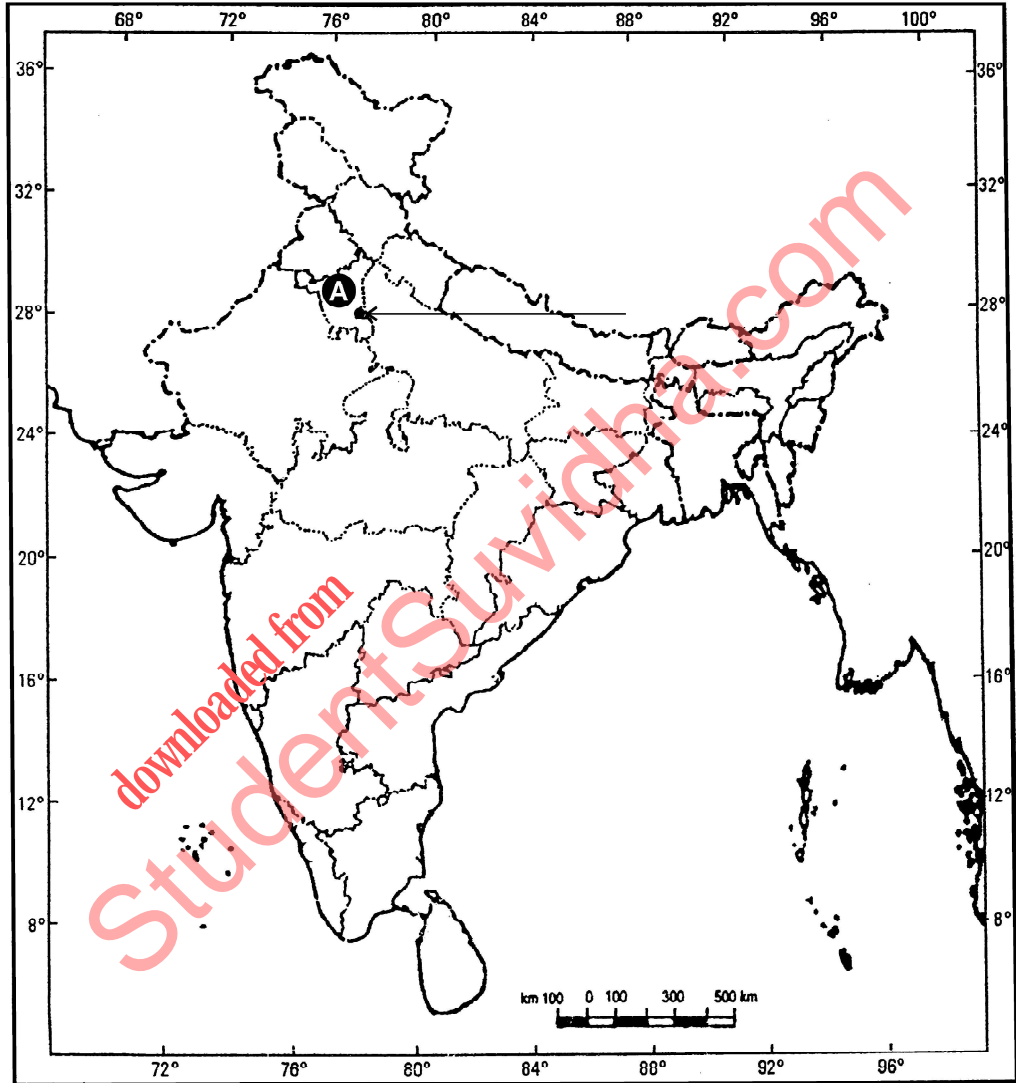 68° 72° 76° 80° 84° 88° 92° 96° 100°
36° 36°
32° 32°
A
28° 28°
24° 24°
20° 20°
16° 16°
12° 12°
8° 8°
downloaded from
StudentSuvidha.com
km 100 0 100 300 500 km
72° 76° 80° 84° 88° 92° 96°